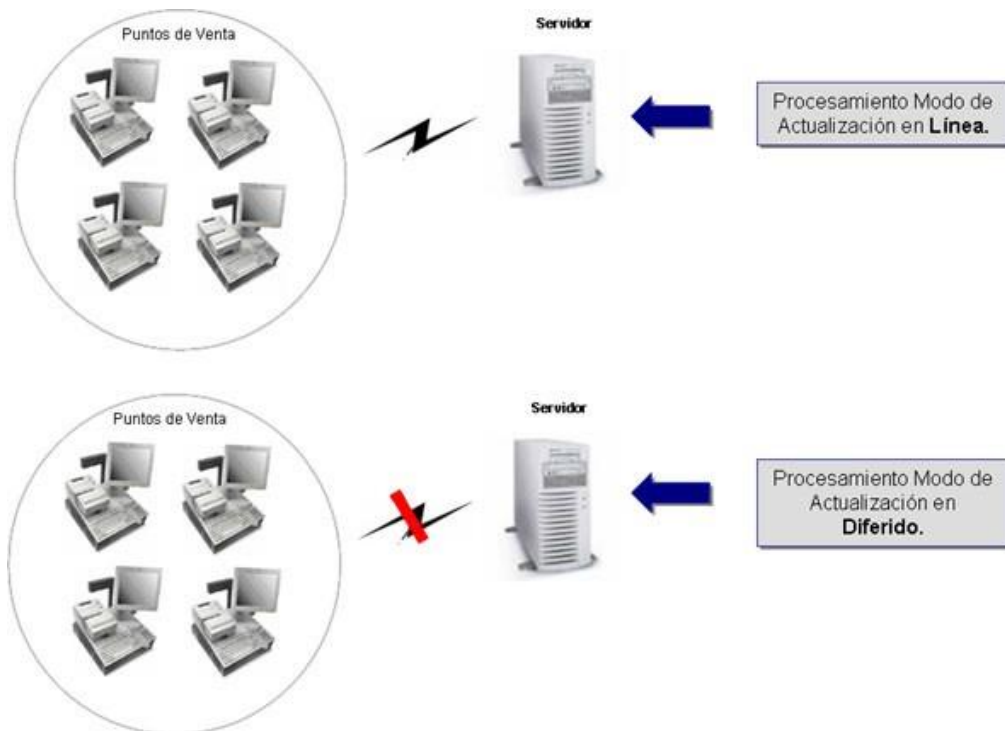 Puntos de Venta
Servidor
Procesamiento Modo de
Actualización en Línea.
Puntos de Venta
Servidor
Procesamiento Modo de
Actualización en
Diferido.